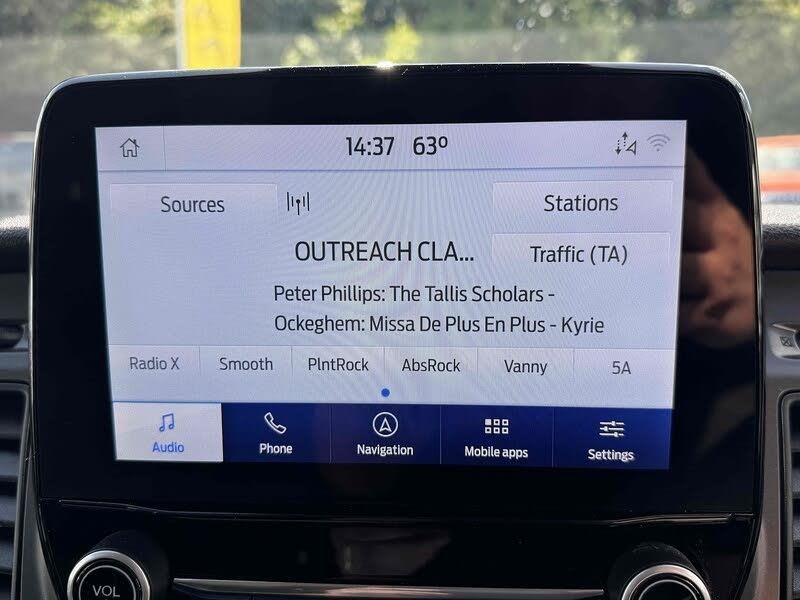 14:37 63º
Sources
Stations
OUTREACH CLA...
Traffic (TA)
Peter Phillips: The Tallis Scholars -
Ockeghem: Missa De Plus En Plus - Kyrie
Radio X Smooth PlntRock AbsRock Vanny 5A
Audio Phone Navigation Mobile apps Settings
VOL